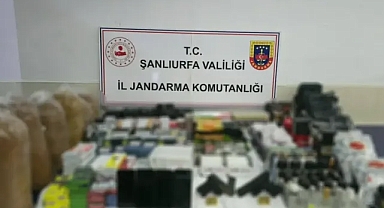 T.C.
ŞANLIURFA VALİLİĞİ
İL JANDARMA KOMUTANLIĞI